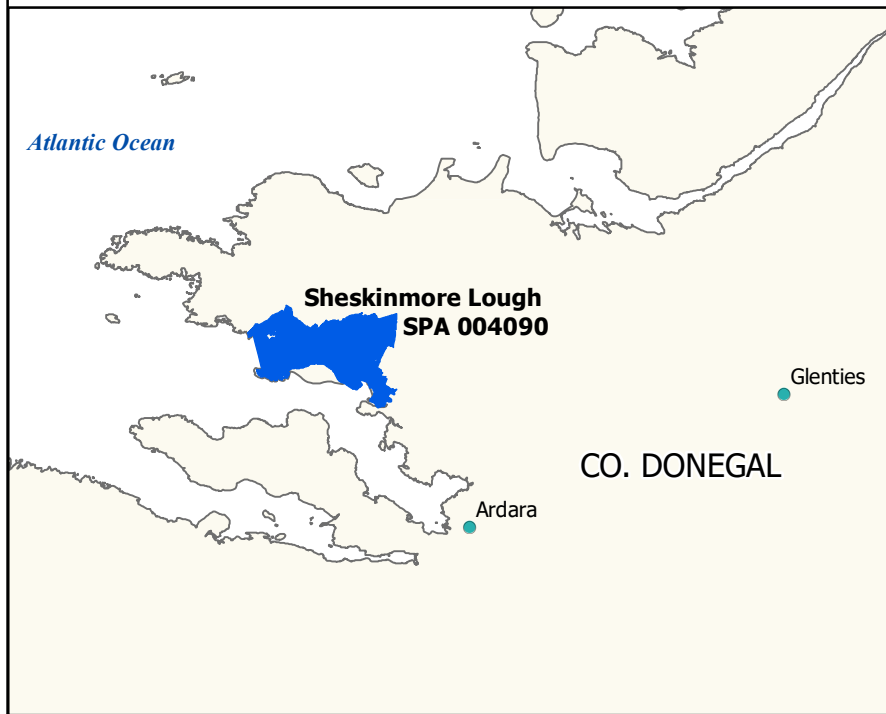 Atlantic Ocean
Sheskinmore Lough
SPA 004090
Glenties
CO. DONEGAL
Ardara